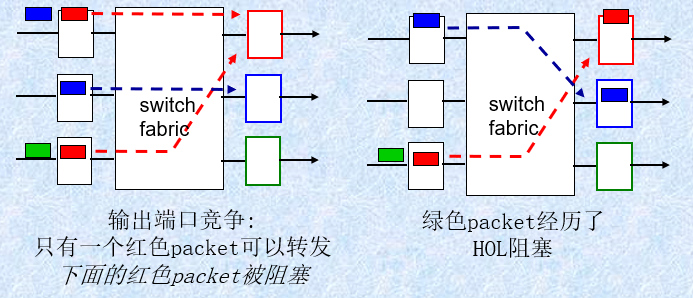 switch
fabric
输出端口竞争:
只有一个红色packet可以转发
下面的红色packet被阻塞
switch
fabric
绿色packet经历了
HOL阻塞